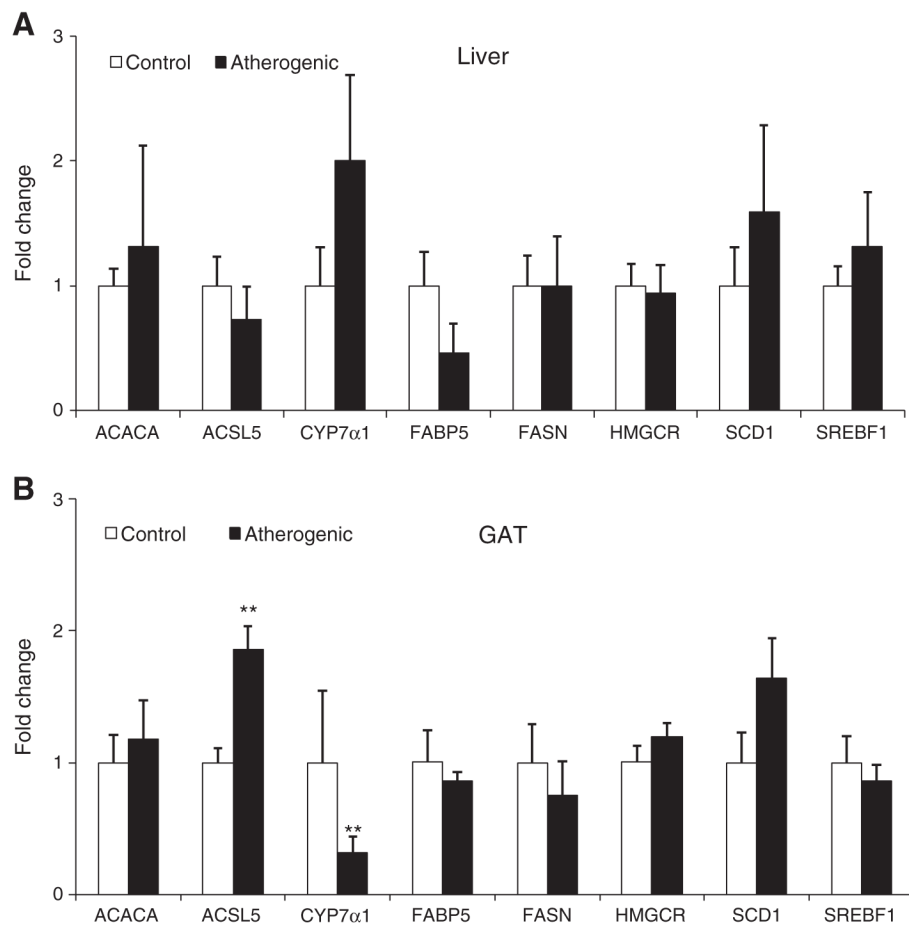 A
3
Control Atherogenic Liver
2
Fold change
1
0
ACACA ACSL5 CYP7α1 FABP5 FASN HMGCR SCD1 SREBF1
B
3
Control Atherogenic GAT
**
2
Fold change
1
**
0
ACACA ACSL5 CYP7α1 FABP5 FASN HMGCR SCD1 SREBF1